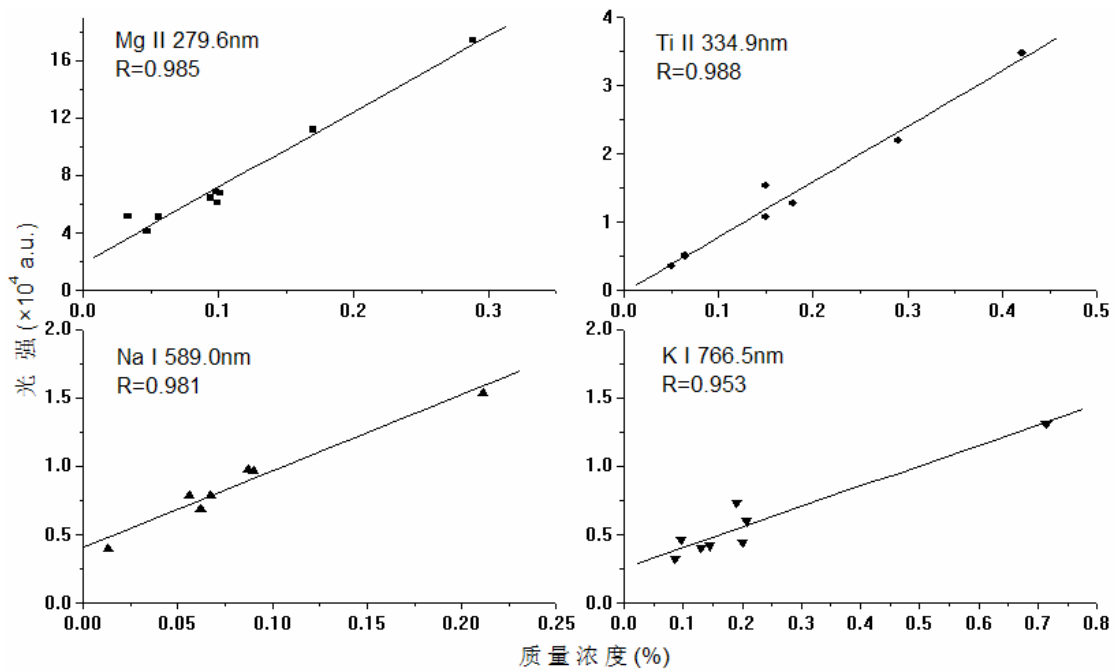 Mg II 279.6nm
R=0.985
16
12
8
4
0
0.0 0.1 0.2 0.3
Ti II 334.9nm
R=0.988
4
3
2
1
0
0.0 0.1 0.2 0.3 0.4 0.5
光 强 (×10⁴ a.u.)
Na I 589.0nm
R=0.981
2.0
1.5
1.0
0.5
0.0
0.00 0.05 0.10 0.15 0.20 0.25
K I 766.5nm
R=0.953
2.0
1.5
1.0
0.5
0.0
0.0 0.1 0.2 0.3 0.4 0.5 0.6 0.7 0.8
质 量 浓 度 (%)